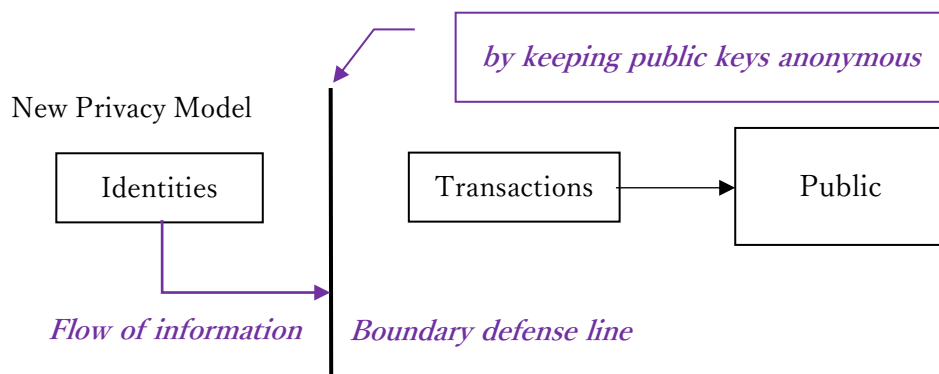 by keeping public keys anonymous
New Privacy Model
Identities
Transactions
Public
Flow of information
Boundary defense line